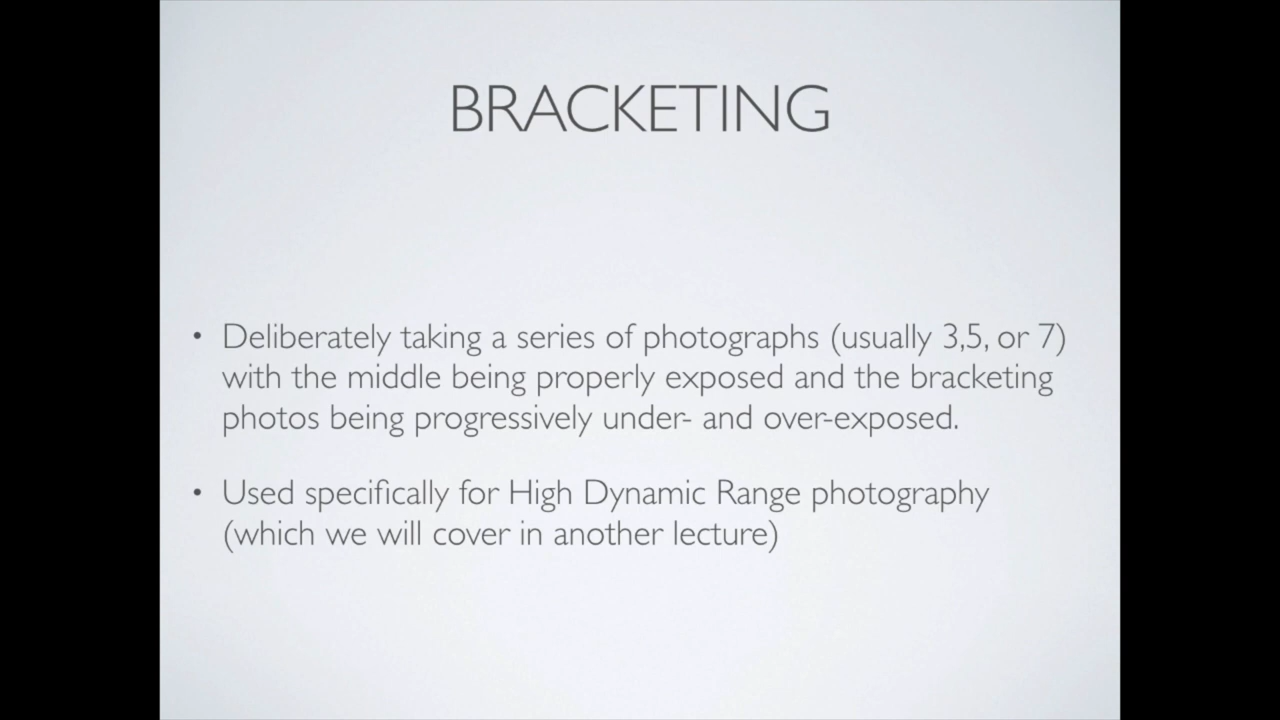 BRACKETING
• Deliberately taking a series of photographs (usually 3,5, or 7)
with the middle being properly exposed and the bracketing
photos being progressively under- and over-exposed.
• Used specifically for High Dynamic Range photography
(which we will cover in another lecture)